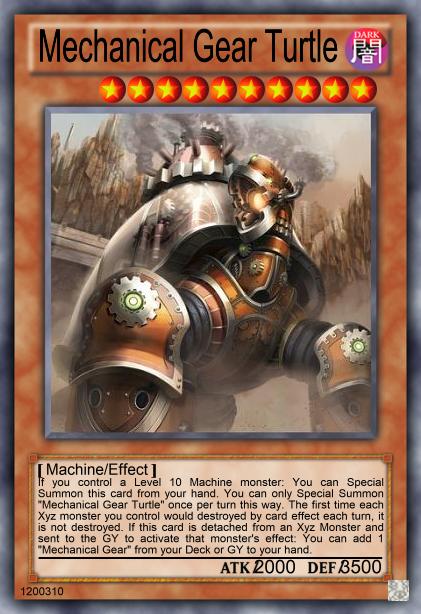 Mechanical Gear Turtle
DARK
闇
[ Machine/Effect ]
If you control a Level 10 Machine monster: You can Special
Summon this card from your hand. You can only Special Summon
"Mechanical Gear Turtle" once per turn this way. The first time each
Xyz monster you control would destroyed by card effect each turn, it
is not destroyed. If this card is detached from an Xyz Monster and
sent to the GY to activate that monster's effect: You can add 1
"Mechanical Gear" from your Deck or GY to your hand.
ATK/2000 DEF/3500
1200310